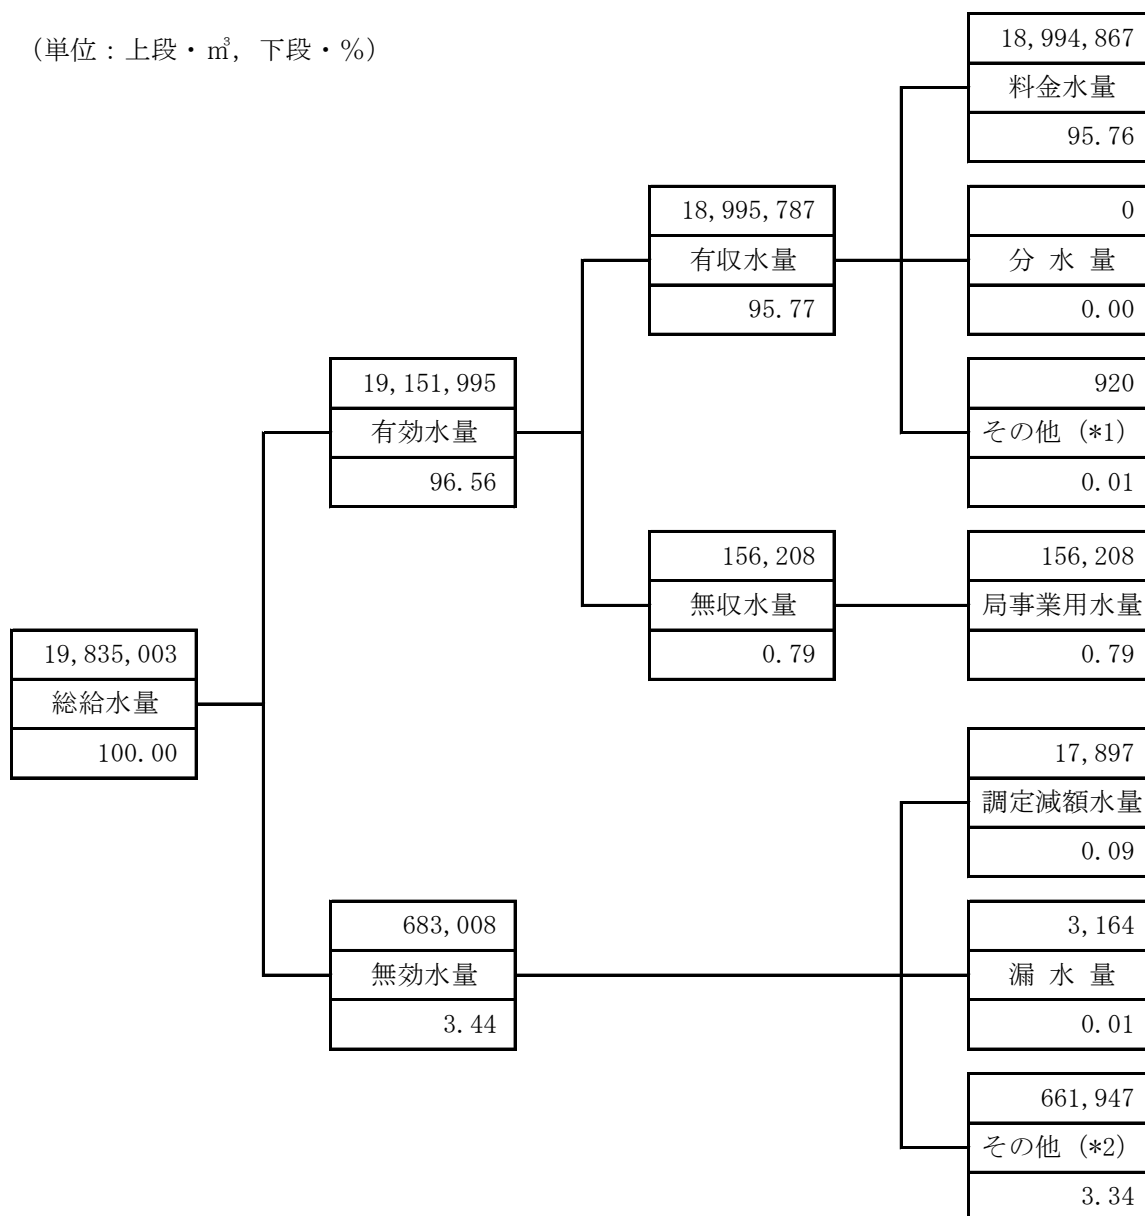 （単位：上段・㎥，下段・％）
18,994,867
料金水量
95.76
18,995,787
有収水量
95.77
0
分 水 量
0.00
19,151,995
有効水量
96.56
920
その他（*1）
0.01
156,208
無収水量
0.79
156,208
局事業用水量
0.79
19,835,003
総給水量
100.00
17,897
調定減額水量
0.09
683,008
無効水量
3.44
3,164
漏 水 量
0.01
661,947
その他（*2）
3.34